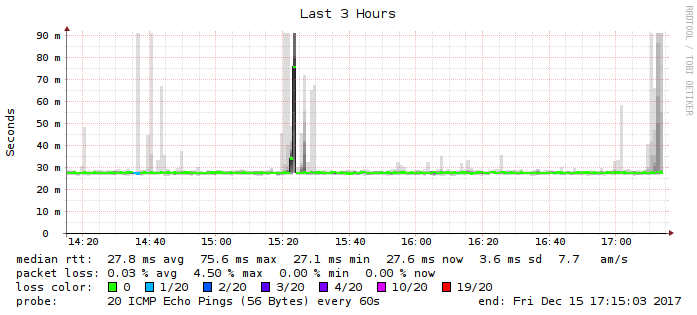 Last 3 Hours
RRDTOOL / TOBI OETIKER
Seconds
90 m
80 m
70 m
60 m
50 m
40 m
30 m
20 m
10 m
0
14:20 14:40 15:00 15:20 15:40 16:00 16:20 16:40 17:00
median rtt: 27.8 ms avg 75.6 ms max 27.1 ms min 27.6 ms now 3.6 ms sd 7.7 am/s
packet loss: 0.03 % avg 4.50 % max 0.00 % min 0.00 % now
loss color: 0 1/20 2/20 3/20 4/20 10/20 19/20
probe: 20 ICMP Echo Pings (56 Bytes) every 60s end: Fri Dec 15 17:15:03 2017